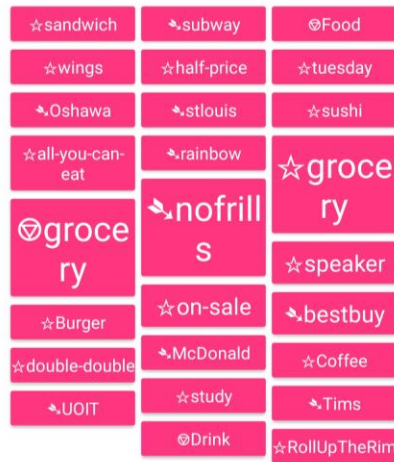 ☆sandwich
➴subway
⎊Food
☆wings
☆half-price
☆tuesday
➴Oshawa
➴stlouis
☆sushi
☆all-you-can-
eat
➴rainbow
☆groce
ry
⎊groce
ry
➴nofrill
s
☆speaker
☆on-sale
➴bestbuy
☆Burger
➴McDonald
☆Coffee
☆double-double
☆study
➴Tims
➴UOIT
⎊Drink
☆RollUpTheRim